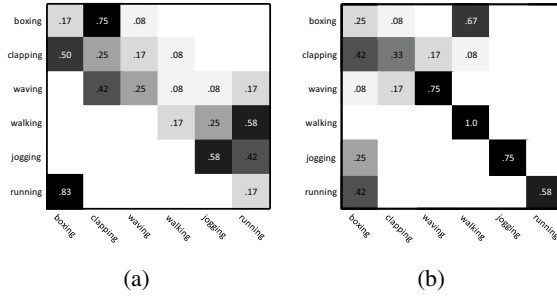 boxing .17 .75 .08
clapping .50 .25 .17 .08
waving .42 .25 .08 .08 .17
walking .17 .25 .58
jogging .58 .42
running .83 .17
boxing clapping waving walking jogging running
(a)
boxing .25 .08 .67
clapping .42 .33 .17 .08
waving .08 .17 .75
walking 1.0
jogging .25 .75
running .42 .58
boxing clapping waving walking jogging running
(b)